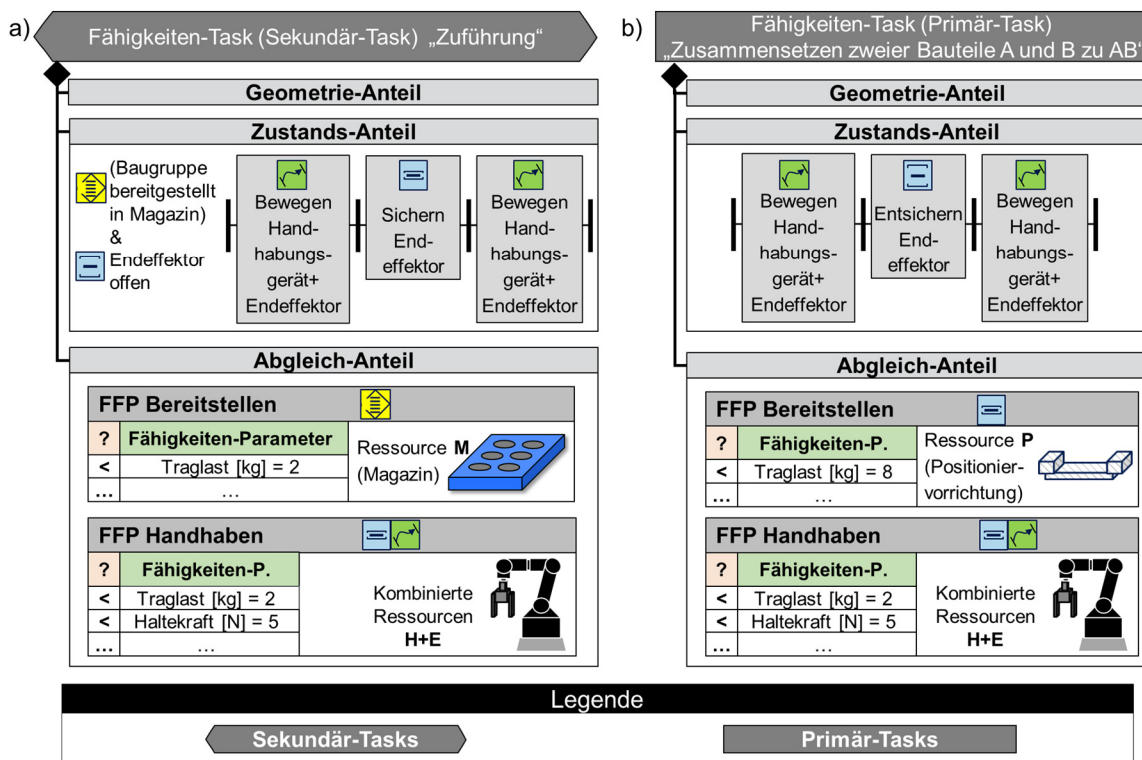 a)
Fähigkeiten-Task (Sekundär-Task) „Zuführung“
Geometrie-Anteil
Zustands-Anteil
(Baugruppe
bereitgestellt
in Magazin)
&
Endeffektor
offen
Bewegen
Hand-
habungs-
gerät+
Endeffektor
Sichern
End-
effektor
Bewegen
Hand-
habungs-
gerät+
Endeffektor
Abgleich-Anteil
FFP Bereitstellen
? Fähigkeiten-Parameter
< Traglast [kg] = 2
... ...
Ressource M
(Magazin)
FFP Handhaben
? Fähigkeiten-P.
< Traglast [kg] = 2
< Haltekraft [N] = 5
... ...
Kombinierte
Ressourcen
H+E
b)
Fähigkeiten-Task (Primär-Task)
„Zusammensetzen zweier Bauteile A und B zu AB“
Geometrie-Anteil
Zustands-Anteil
Bewegen
Hand-
habungs-
gerät+
Endeffektor
Entsichern
End-
effektor
Bewegen
Hand-
habungs-
gerät+
Endeffektor
Abgleich-Anteil
FFP Bereitstellen
? Fähigkeiten-P.
< Traglast [kg] = 8
... ...
Ressource P
(Positionier-
vorrichtung)
FFP Handhaben
? Fähigkeiten-P.
< Traglast [kg] = 2
< Haltekraft [N] = 5
... ...
Kombinierte
Ressourcen
H+E
Legende
Sekundär-Tasks
Primär-Tasks